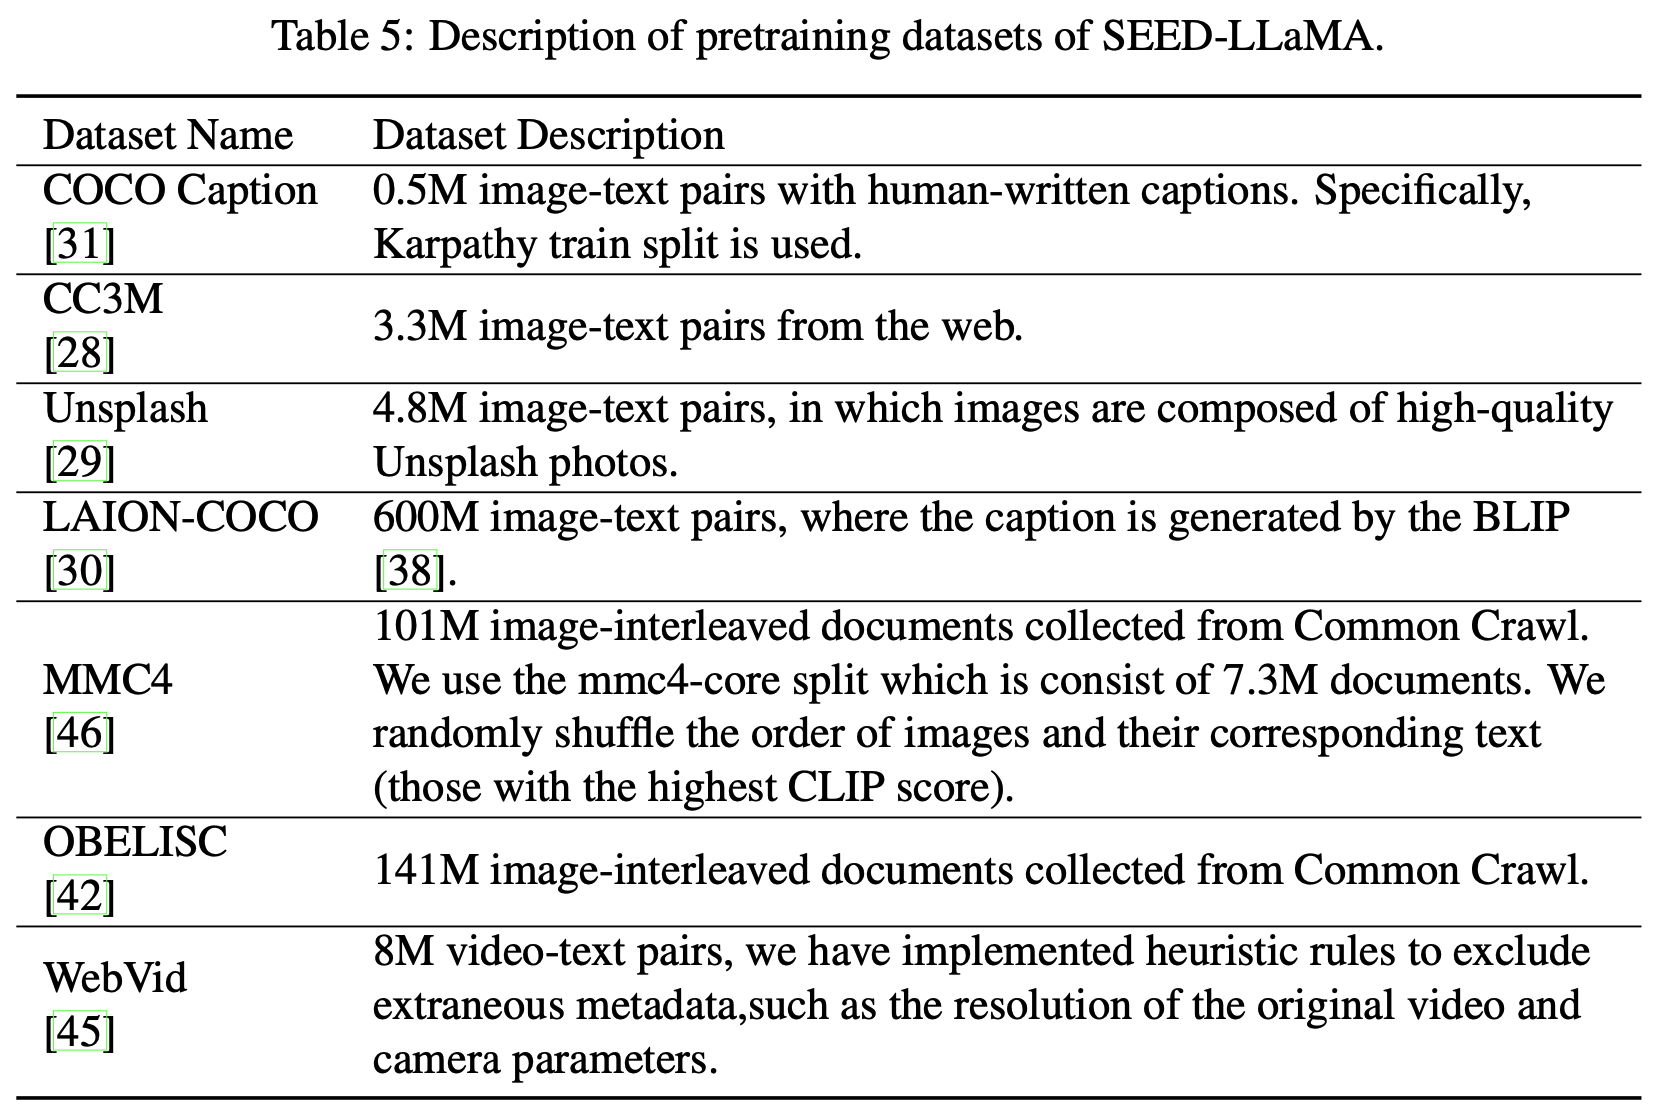 Table 5: Description of pretraining datasets of SEED-LLaMA.
Dataset Name Dataset Description
COCO Caption
[31]
0.5M image-text pairs with human-written captions. Specifically,
Karpathy train split is used.
CC3M
[28]
3.3M image-text pairs from the web.
Unsplash
[29]
4.8M image-text pairs, in which images are composed of high-quality
Unsplash photos.
LAION-COCO
[30]
600M image-text pairs, where the caption is generated by the BLIP
[38].
MMC4
[46]
101M image-interleaved documents collected from Common Crawl.
We use the mmc4-core split which is consist of 7.3M documents. We
randomly shuffle the order of images and their corresponding text
(those with the highest CLIP score).
OBELISC
[42]
141M image-interleaved documents collected from Common Crawl.
WebVid
[45]
8M video-text pairs, we have implemented heuristic rules to exclude
extraneous metadata,such as the resolution of the original video and
camera parameters.